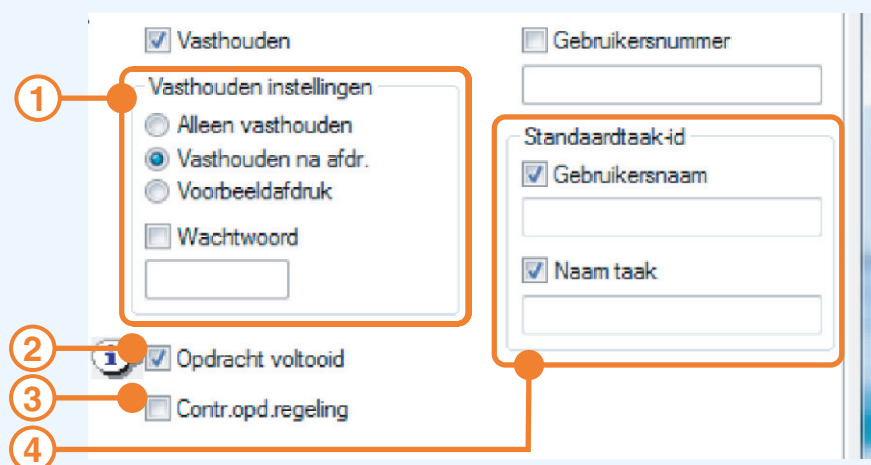 Vasthouden
1
Vasthouden instellingen
Alleen vasthouden
Vasthouden na afdr.
Voorbeeldafdruk
Wachtwoord
2
Opdracht voltooid
3
Contr.opd.regeling
4
Gebruikersnummer
Standaardtaak-id
Gebruikersnaam
Naam taak